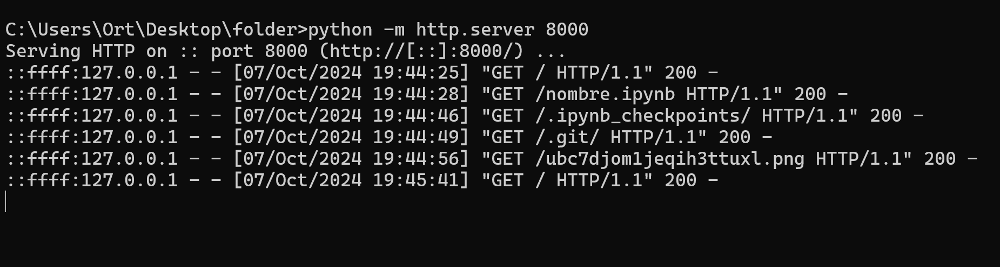 C:\Users\Ort\Desktop\folder>python -m http.server 8000
Serving HTTP on :: port 8000 (http://[::]:8000/) ...
::ffff:127.0.0.1 - - [07/Oct/2024 19:44:25] "GET / HTTP/1.1" 200 -
::ffff:127.0.0.1 - - [07/Oct/2024 19:44:28] "GET /nombre.ipynb HTTP/1.1" 200 -
::ffff:127.0.0.1 - - [07/Oct/2024 19:44:46] "GET /.ipynb_checkpoints/ HTTP/1.1" 200 -
::ffff:127.0.0.1 - - [07/Oct/2024 19:44:49] "GET /.git/ HTTP/1.1" 200 -
::ffff:127.0.0.1 - - [07/Oct/2024 19:44:56] "GET /ubc7djom1jeqih3ttuxl.png HTTP/1.1" 200 -
::ffff:127.0.0.1 - - [07/Oct/2024 19:45:41] "GET / HTTP/1.1" 200 -